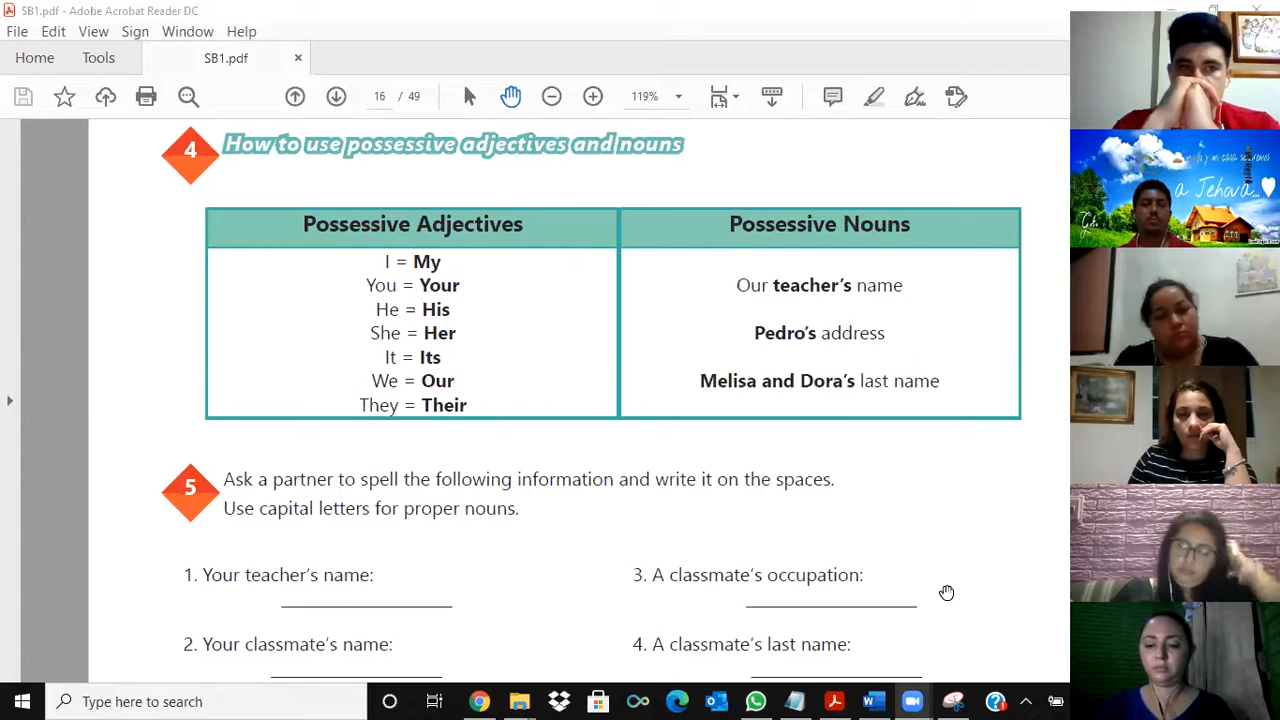 SB1.pdf - Adobe Acrobat Reader DC
File Edit View Sign Window Help
Home Tools SB1.pdf ×
16 / 49 119%
4 How to use possessive adjectives and nouns
Possessive Adjectives
I = My
You = Your
He = His
She = Her
It = Its
We = Our
They = Their
Possessive Nouns
Our teacher's name
Pedro's address
Melisa and Dora's last name
5 Ask a partner to spell the following information and write it on the spaces.
Use capital letters for proper nouns.
1. Your teacher's name:
2. Your classmate's name:
3. A classmate's occupation:
4. A classmate's last name:
y mi casa
a Jehova...
Type here to search